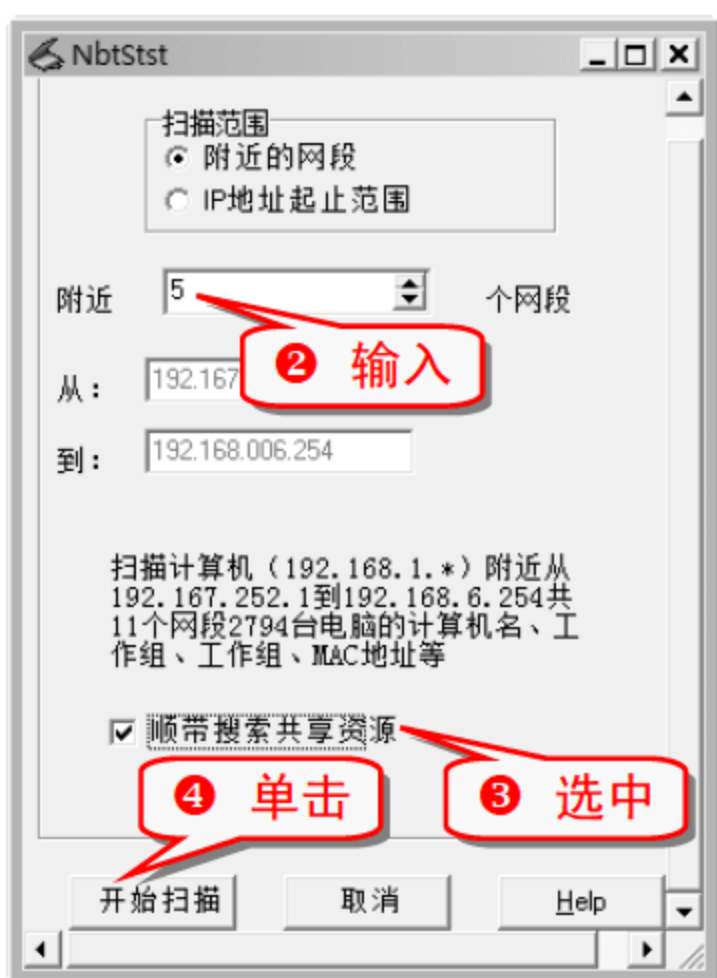 NbtStst
扫描范围
附近的网段
IP地址起止范围
附近 5 个网段
❷ 输入
从： 192.167
到： 192.168.006.254
扫描计算机（192.168.1.*）附近从
192.167.252.1到192.168.6.254共
11个网段2794台电脑的计算机名、工
作组、工作组、MAC地址等
顺带搜索共享资源
❹ 单击
❸ 选中
开始扫描 取消 Help